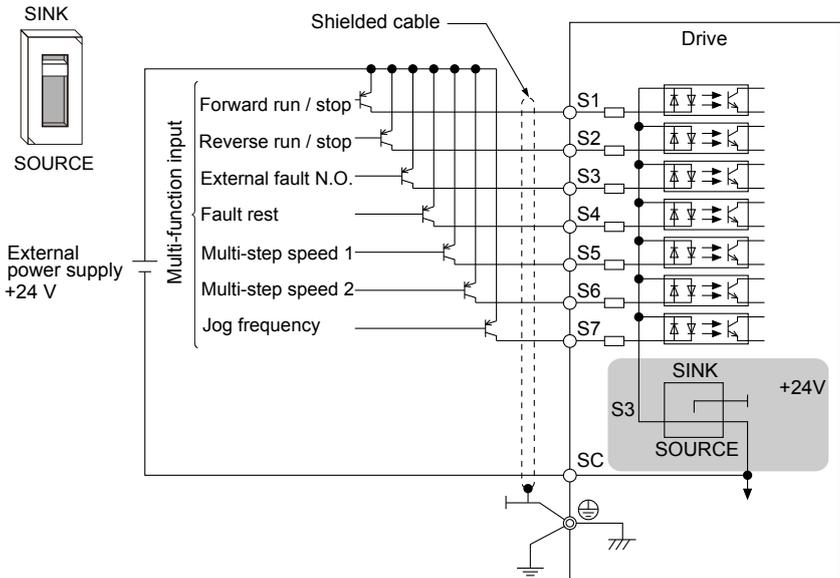 SINK
SOURCE
Shielded cable
Drive
Multi-function input
Forward run / stop
Reverse run / stop
External fault N.O.
Fault rest
Multi-step speed 1
Multi-step speed 2
Jog frequency
External
power supply
+24 V
S1
S2
S3
S4
S5
S6
S7
SINK
+24V
S3
SOURCE
SC